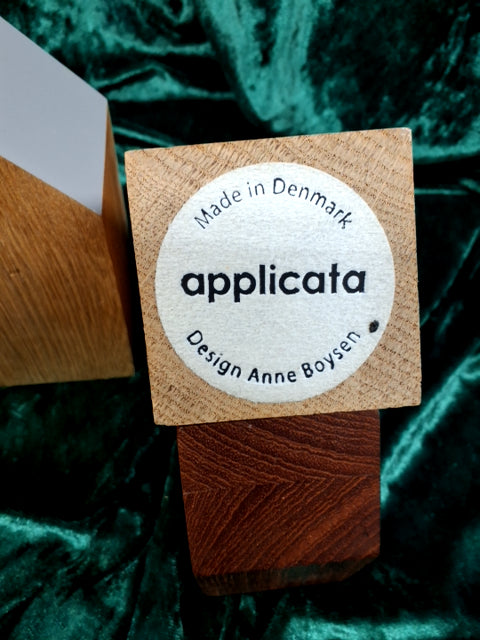 Made in Denmark
applicata
Design Anne Boysen